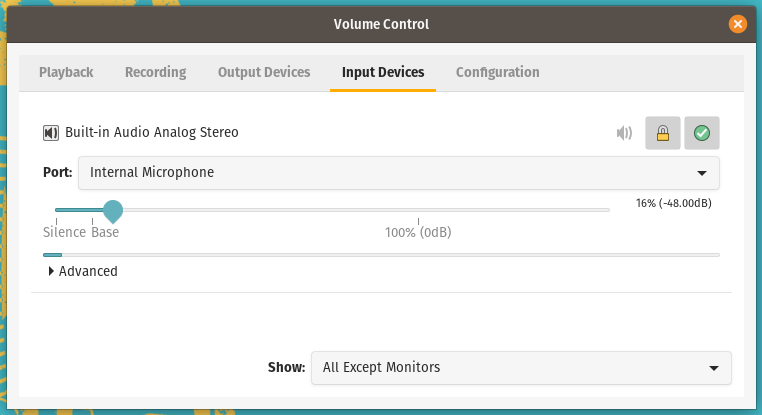 Volume Control
Playback Recording Output Devices Input Devices Configuration
Built-in Audio Analog Stereo
Port: Internal Microphone
16% (-48.00dB)
Silence Base 100% (0dB)
Advanced
Show: All Except Monitors